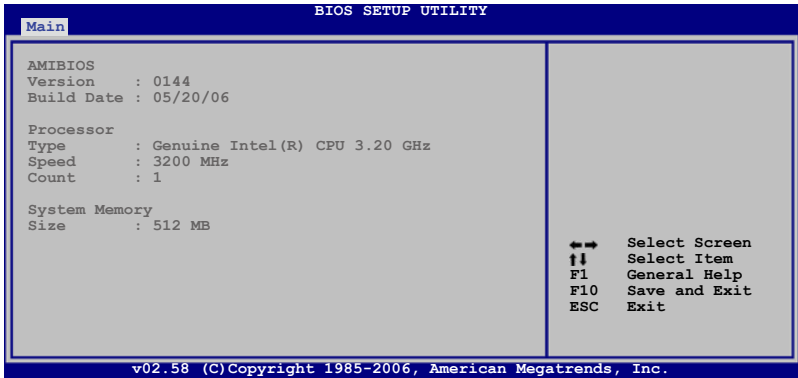 BIOS SETUP UTILITY
Main
AMIBIOS
Version : 0144
Build Date : 05/20/06
Processor
Type : Genuine Intel(R) CPU 3.20 GHz
Speed : 3200 MHz
Count : 1
System Memory
Size : 512 MB
←→ Select Screen
↑↓ Select Item
F1 General Help
F10 Save and Exit
ESC Exit
v02.58 (C)Copyright 1985-2006, American Megatrends, Inc.